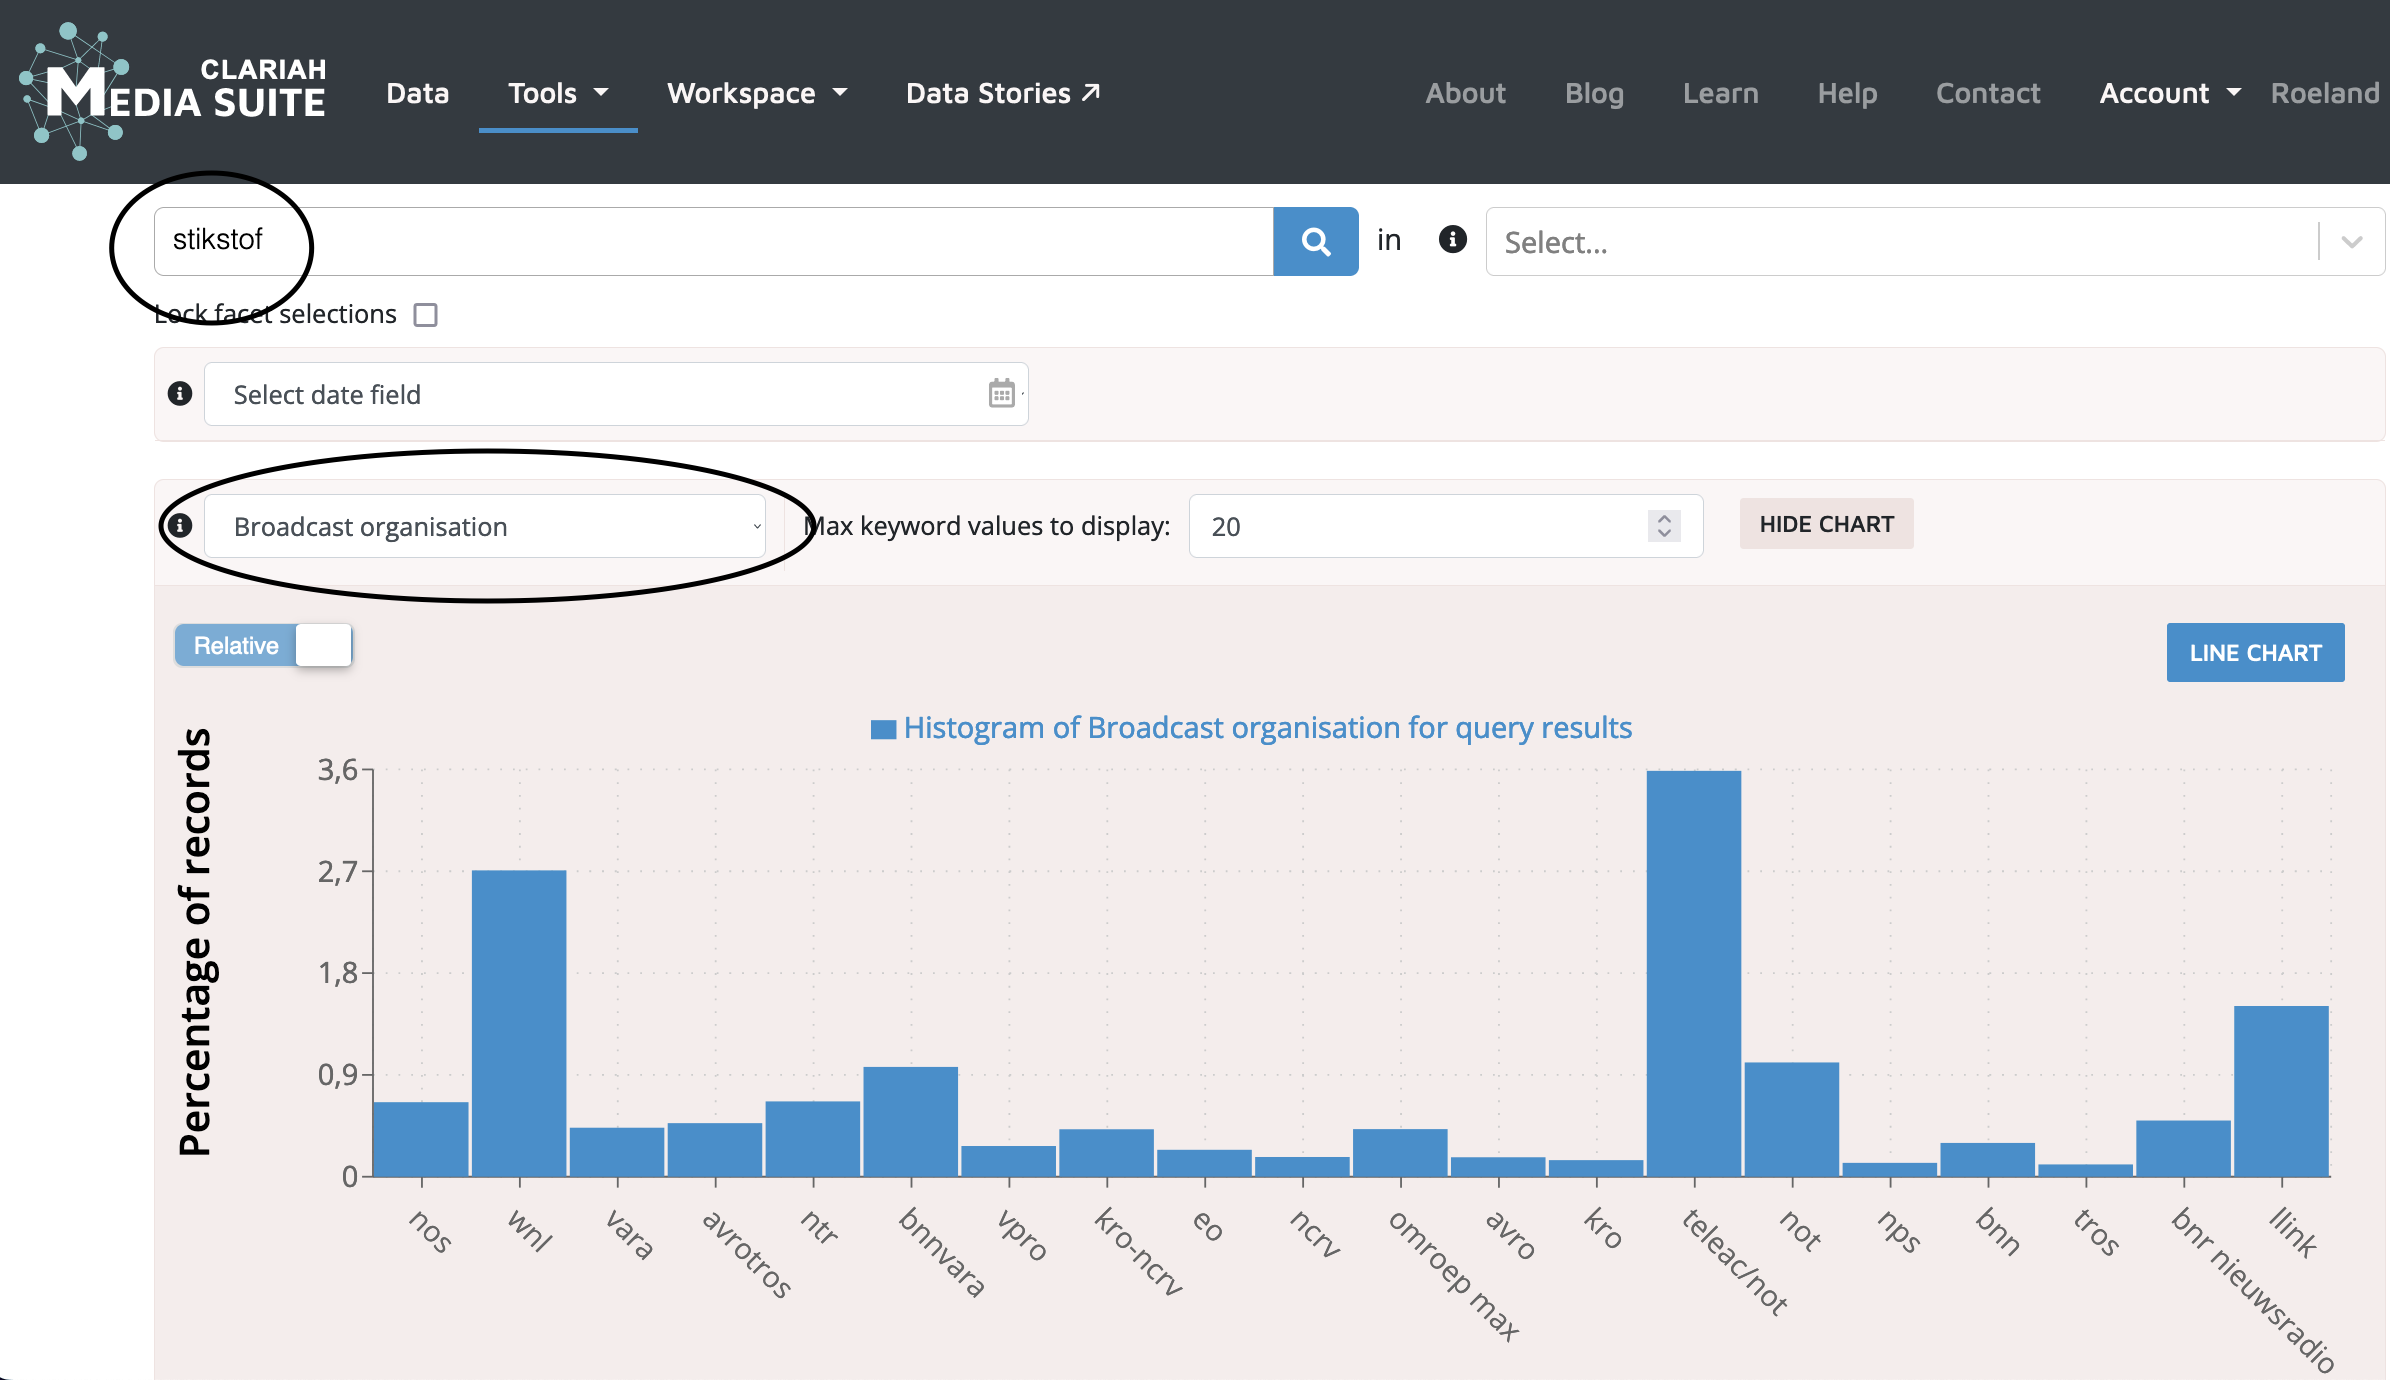 CLARIAH
MEDIA SUITE
Data Tools Workspace Data Stories About Blog Learn Help Contact Account Roeland
stikstof in Select...
Lock facet selections
Select date field
Broadcast organisation Max keyword values to display: 20 HIDE CHART
Relative LINE CHART
Histogram of Broadcast organisation for query results
Percentage of records
3,6
2,7
1,8
0,9
0
nos wnl vara avrotros ntr bnnvara vpro kro-ncrv eo ncrv omroep max avro kro teleac/not not nps bnn tros bnr nieuwsradio llink